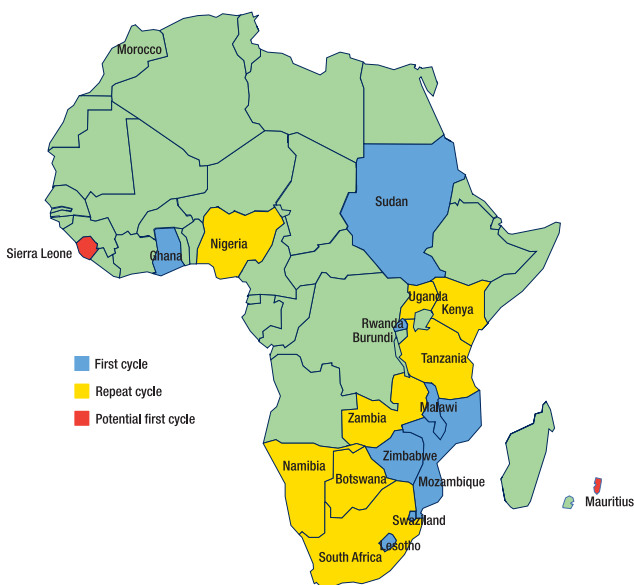 Morocco
Sudan
Sierra Leone
Ghana
Nigeria
Uganda
Kenya
Rwanda
Burundi
Tanzania
First cycle
Repeat cycle
Potential first cycle
Malawi
Zambia
Zimbabwe
Namibia
Botswana
Mozambique
Mauritius
Swaziland
Lesotho
South Africa